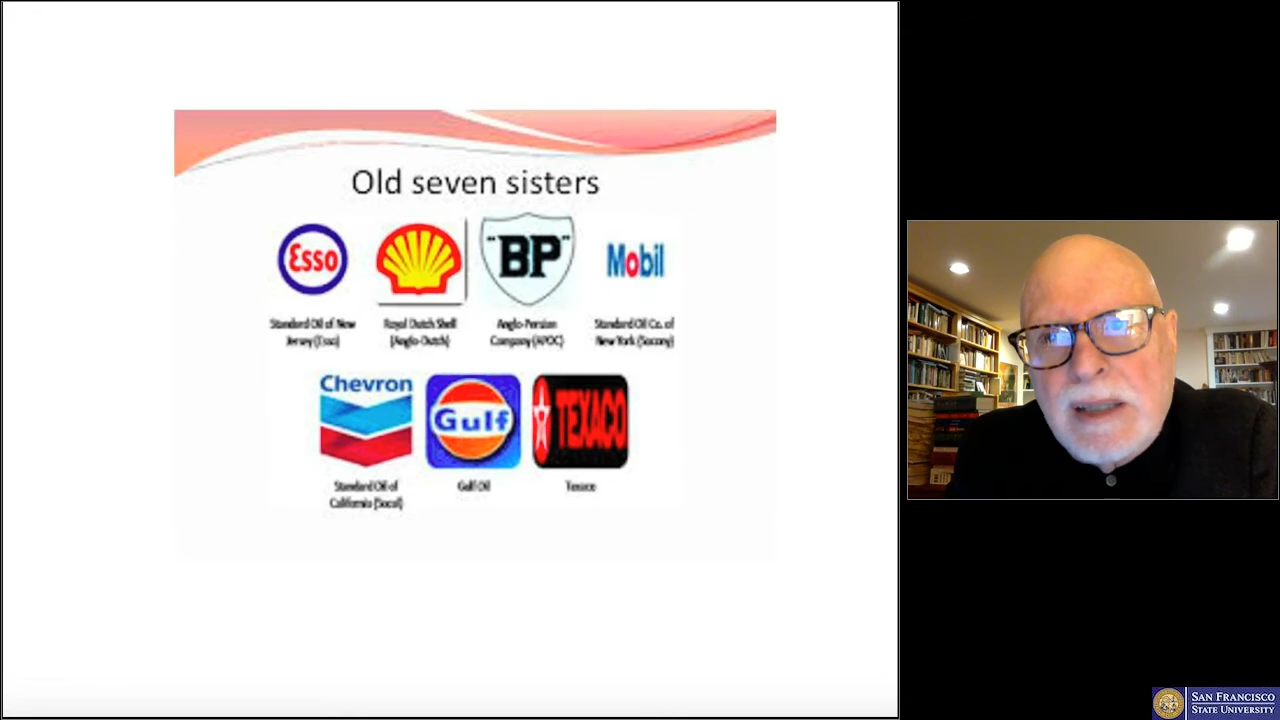 Old seven sisters
Esso
"BP"
Mobil
Standard Oil of New
Jersey (Esso)
Royal Dutch Shell
(Anglo-Dutch)
Anglo-Persian
Company (APOC)
Standard Oil Co. of
New York (Socony)
Chevron
Gulf
TEXACO
Standard Oil of
California (Socal)
Gulf Oil
Texaco
SAN FRANCISCO
STATE UNIVERSITY